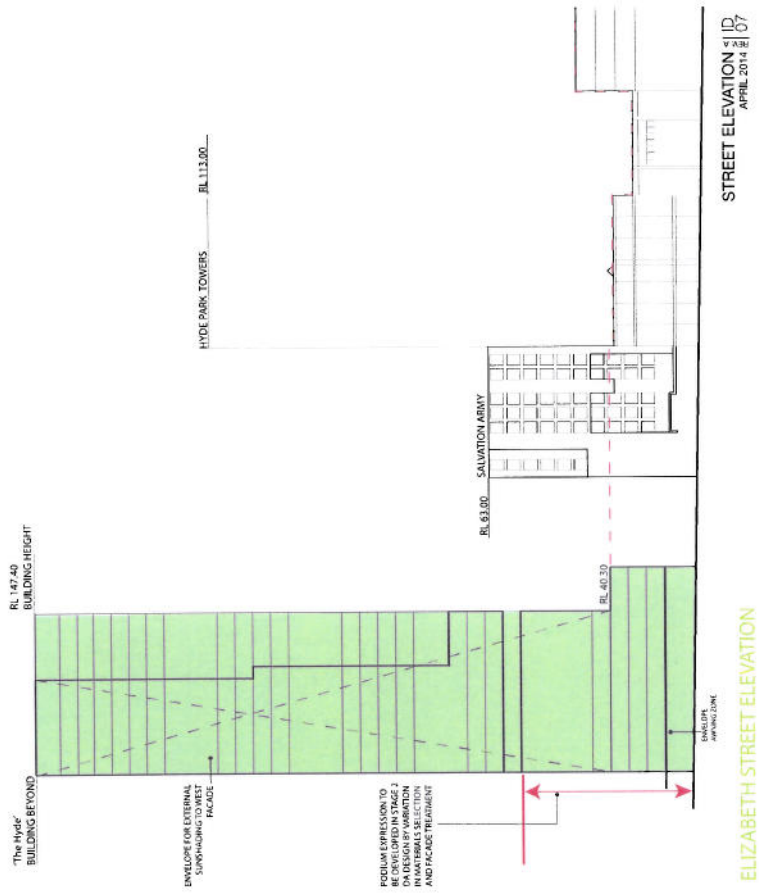 'The Hyde'
BUILDING BEYOND
RL 147.40
BUILDING HEIGHT
HYDE PARK TOWERS
RL 113.00
ENVELOPE FOR EXTERNAL
SUNSHADING TO WEST
FACADE
PODIUM EXPRESSION TO
BE DEVELOPED IN STAGE 2
DA DESIGN BY VARIATION
IN MATERIALS SELECTION
AND FACADE TREATMENT
RL 63.00
SALVATION ARMY
RL 40.30
ENVELOPE
AWNING ZONE
ELIZABETH STREET ELEVATION
STREET ELEVATION
REV. A
ID
07
APRIL 2014